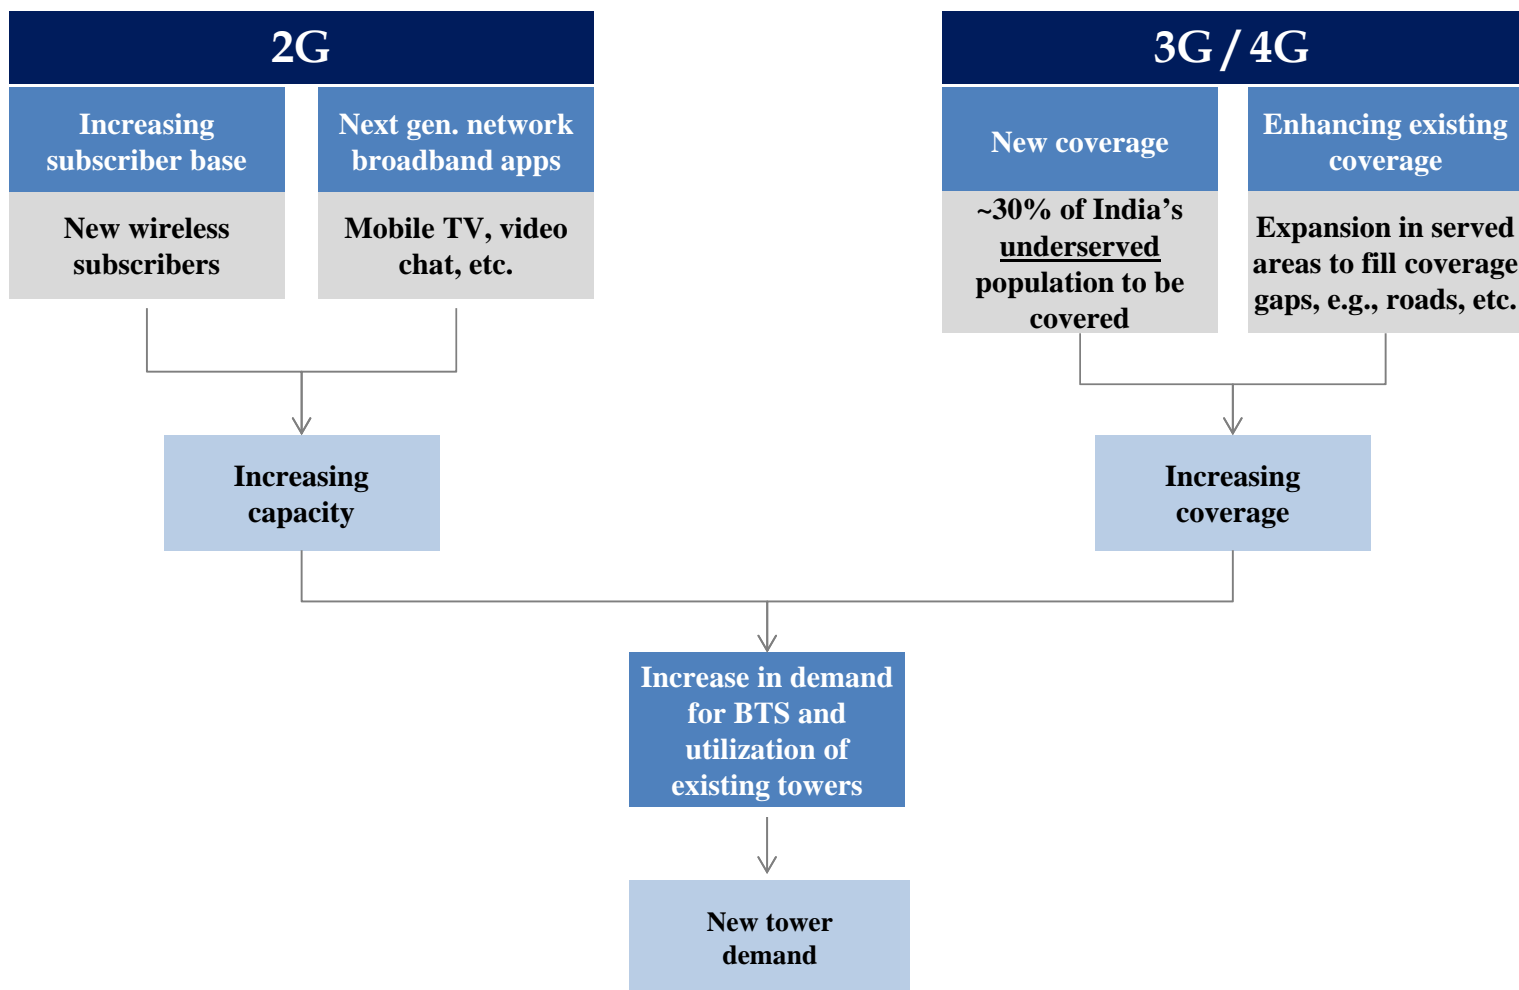 2G
Increasing
subscriber base
New wireless
subscribers
Next gen. network
broadband apps
Mobile TV, video
chat, etc.
3G / 4G
New coverage
~30% of India’s
underserved
population to be
covered
Enhancing existing
coverage
Expansion in served
areas to fill coverage
gaps, e.g., roads, etc.
Increasing
capacity
Increasing
coverage
Increase in demand
for BTS and
utilization of
existing towers
New tower
demand